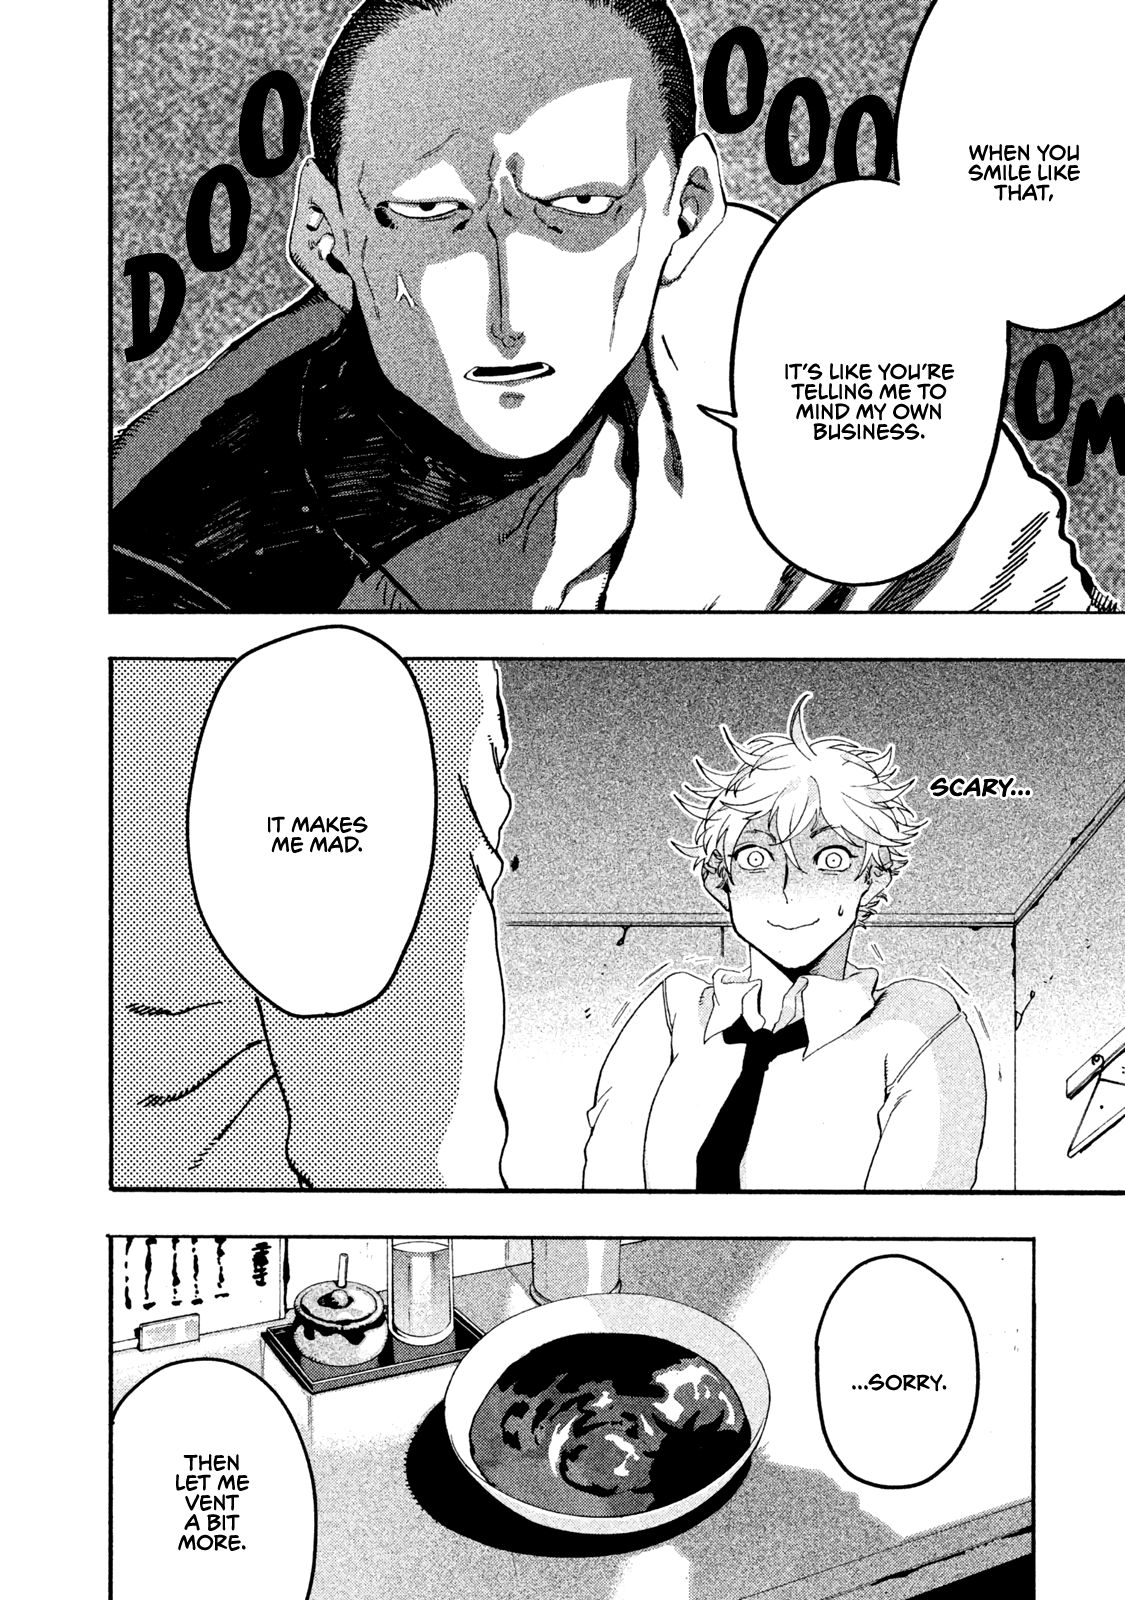 WHEN YOU
SMILE LIKE
THAT,
DOOOOOOOM
IT'S LIKE YOU'RE
TELLING ME TO
MIND MY OWN
BUSINESS.
SCARY...
IT MAKES
ME MAD.
...SORRY.
THEN
LET ME
VENT
A BIT
MORE.